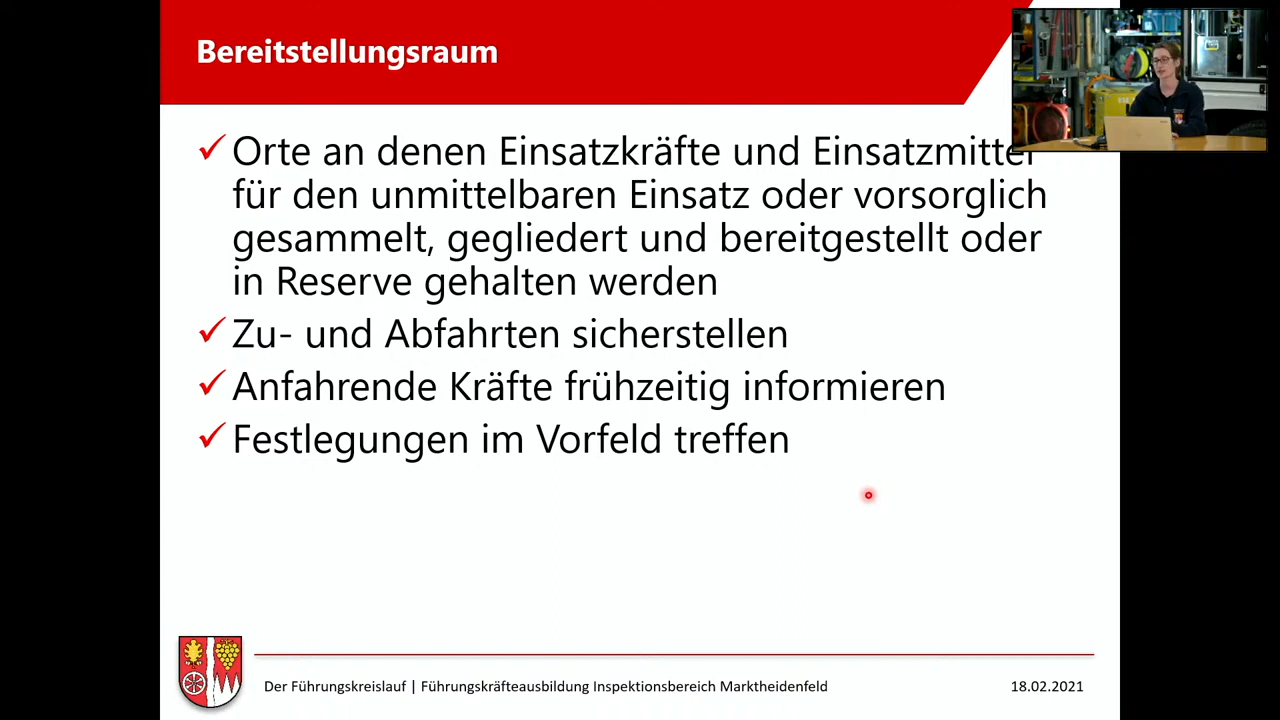 Bereitstellungsraum
Orte an denen Einsatzkräfte und Einsatzmittel
für den unmittelbaren Einsatz oder vorsorglich
gesammelt, gegliedert und bereitgestellt oder
in Reserve gehalten werden
Zu- und Abfahrten sicherstellen
Anfahrende Kräfte frühzeitig informieren
Festlegungen im Vorfeld treffen
Der Führungskreislauf | Führungskräfteausbildung Inspektionsbereich Marktheidenfeld
18.02.2021